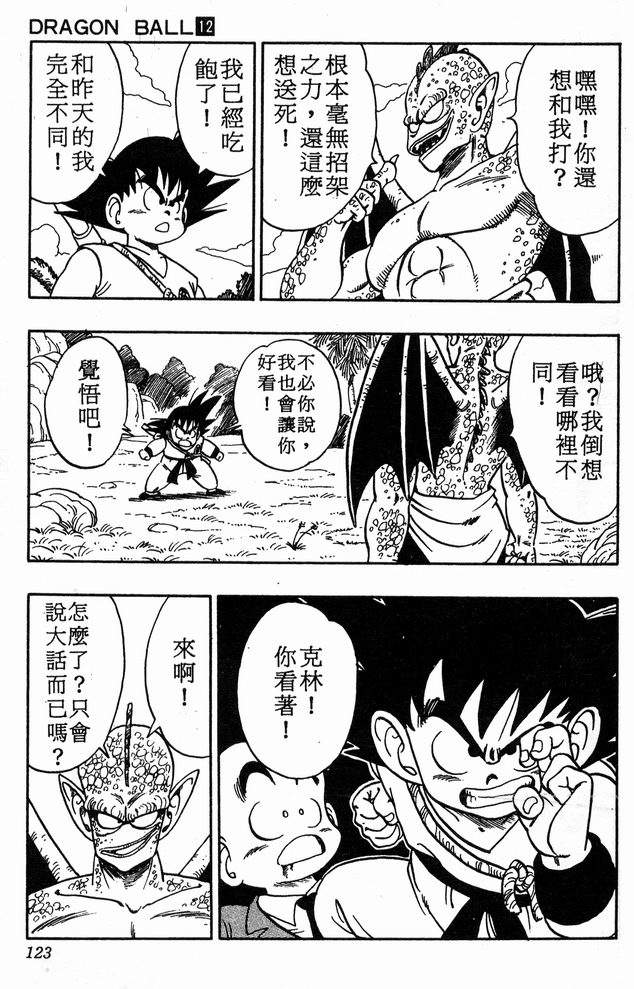 DRAGON BALL 12
嘿嘿！你還
想和我打？
根本毫無招架
之力，還這麼
想送死！
我已經吃
飽了！
和昨天的我
完全不同！
哦？我倒想
看看哪裡不
同！
不必你說，
我也會讓你
好看！
覺悟吧！
克林！
你看著！
來啊！
怎麼了？只會
說大話而已嗎？
123